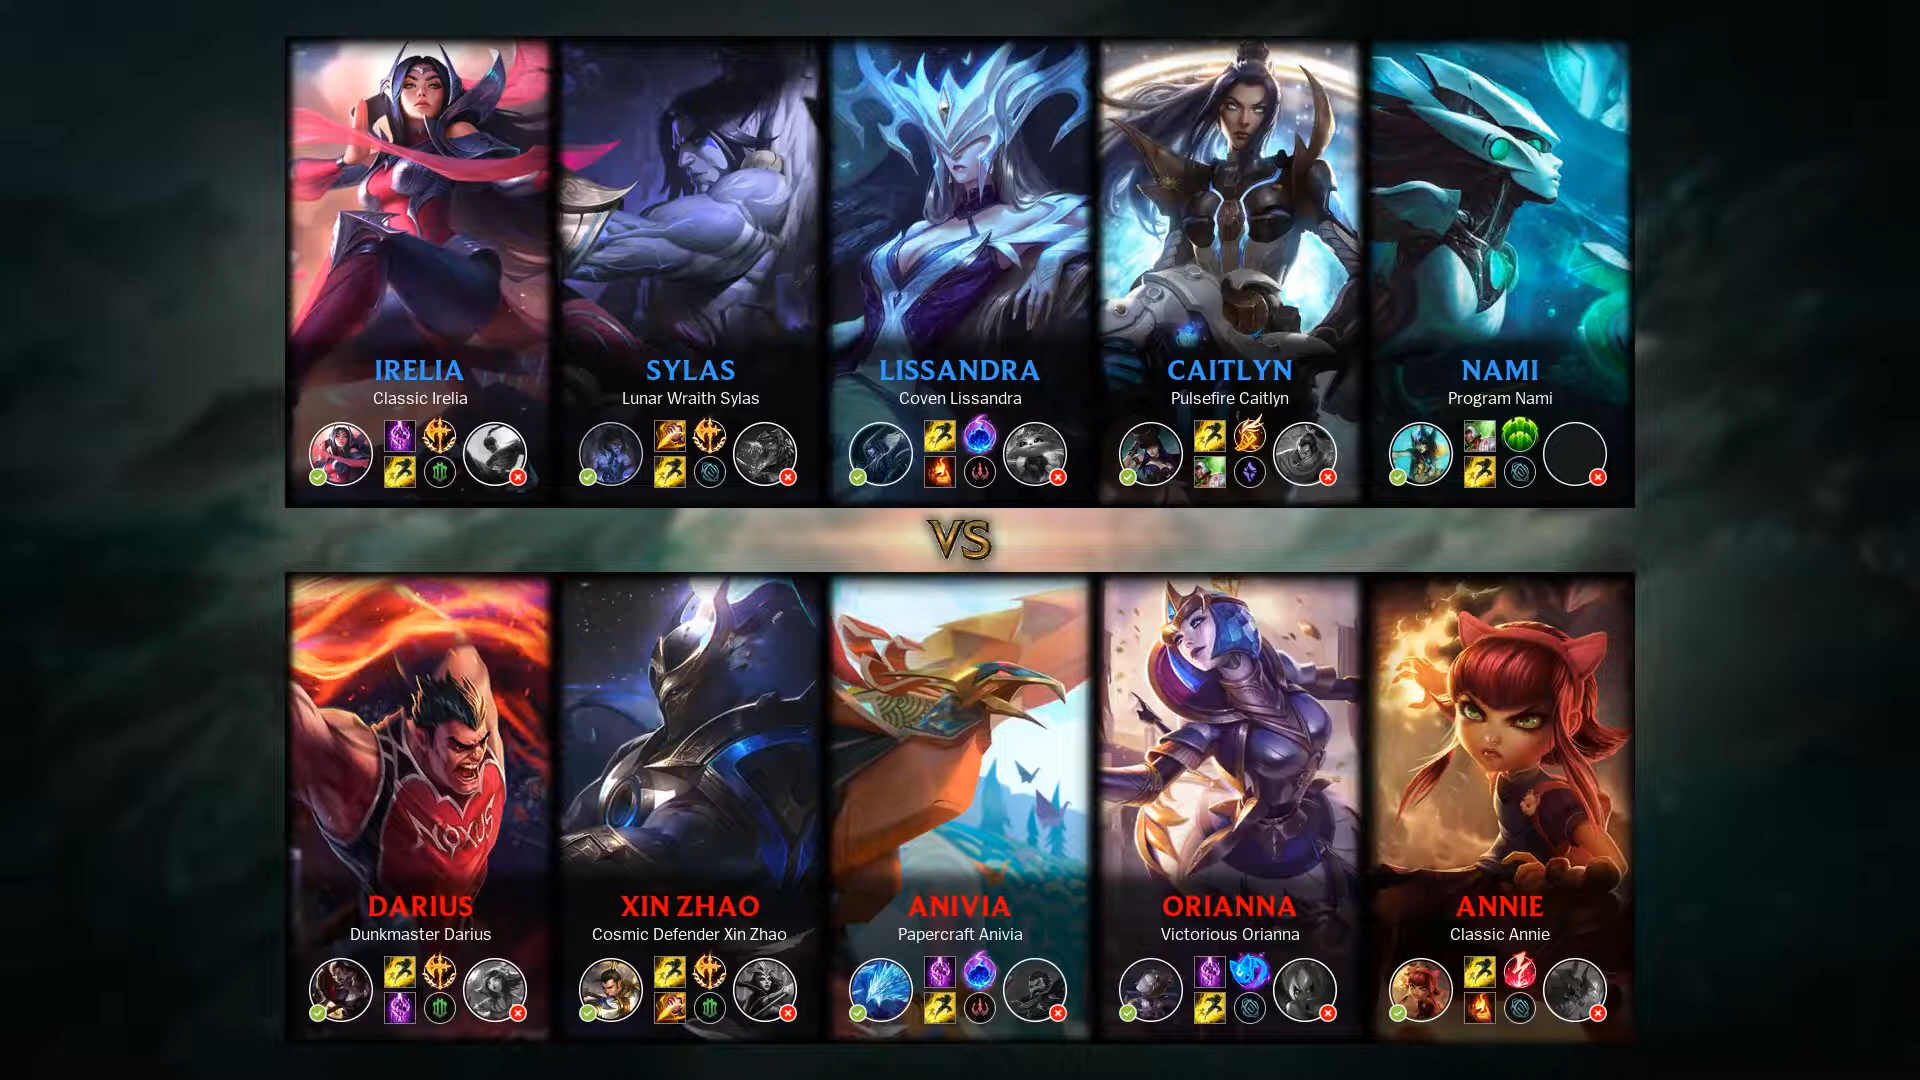 IRELIA
Classic Irelia
SYLAS
Lunar Wraith Sylas
LISSANDRA
Coven Lissandra
CAITLYN
Pulsefire Caitlyn
NAMI
Program Nami
VS
NOXUS
DARIUS
Dunkmaster Darius
XIN ZHAO
Cosmic Defender Xin Zhao
ANIVIA
Papercraft Anivia
ORIANNA
Victorious Orianna
ANNIE
Classic Annie